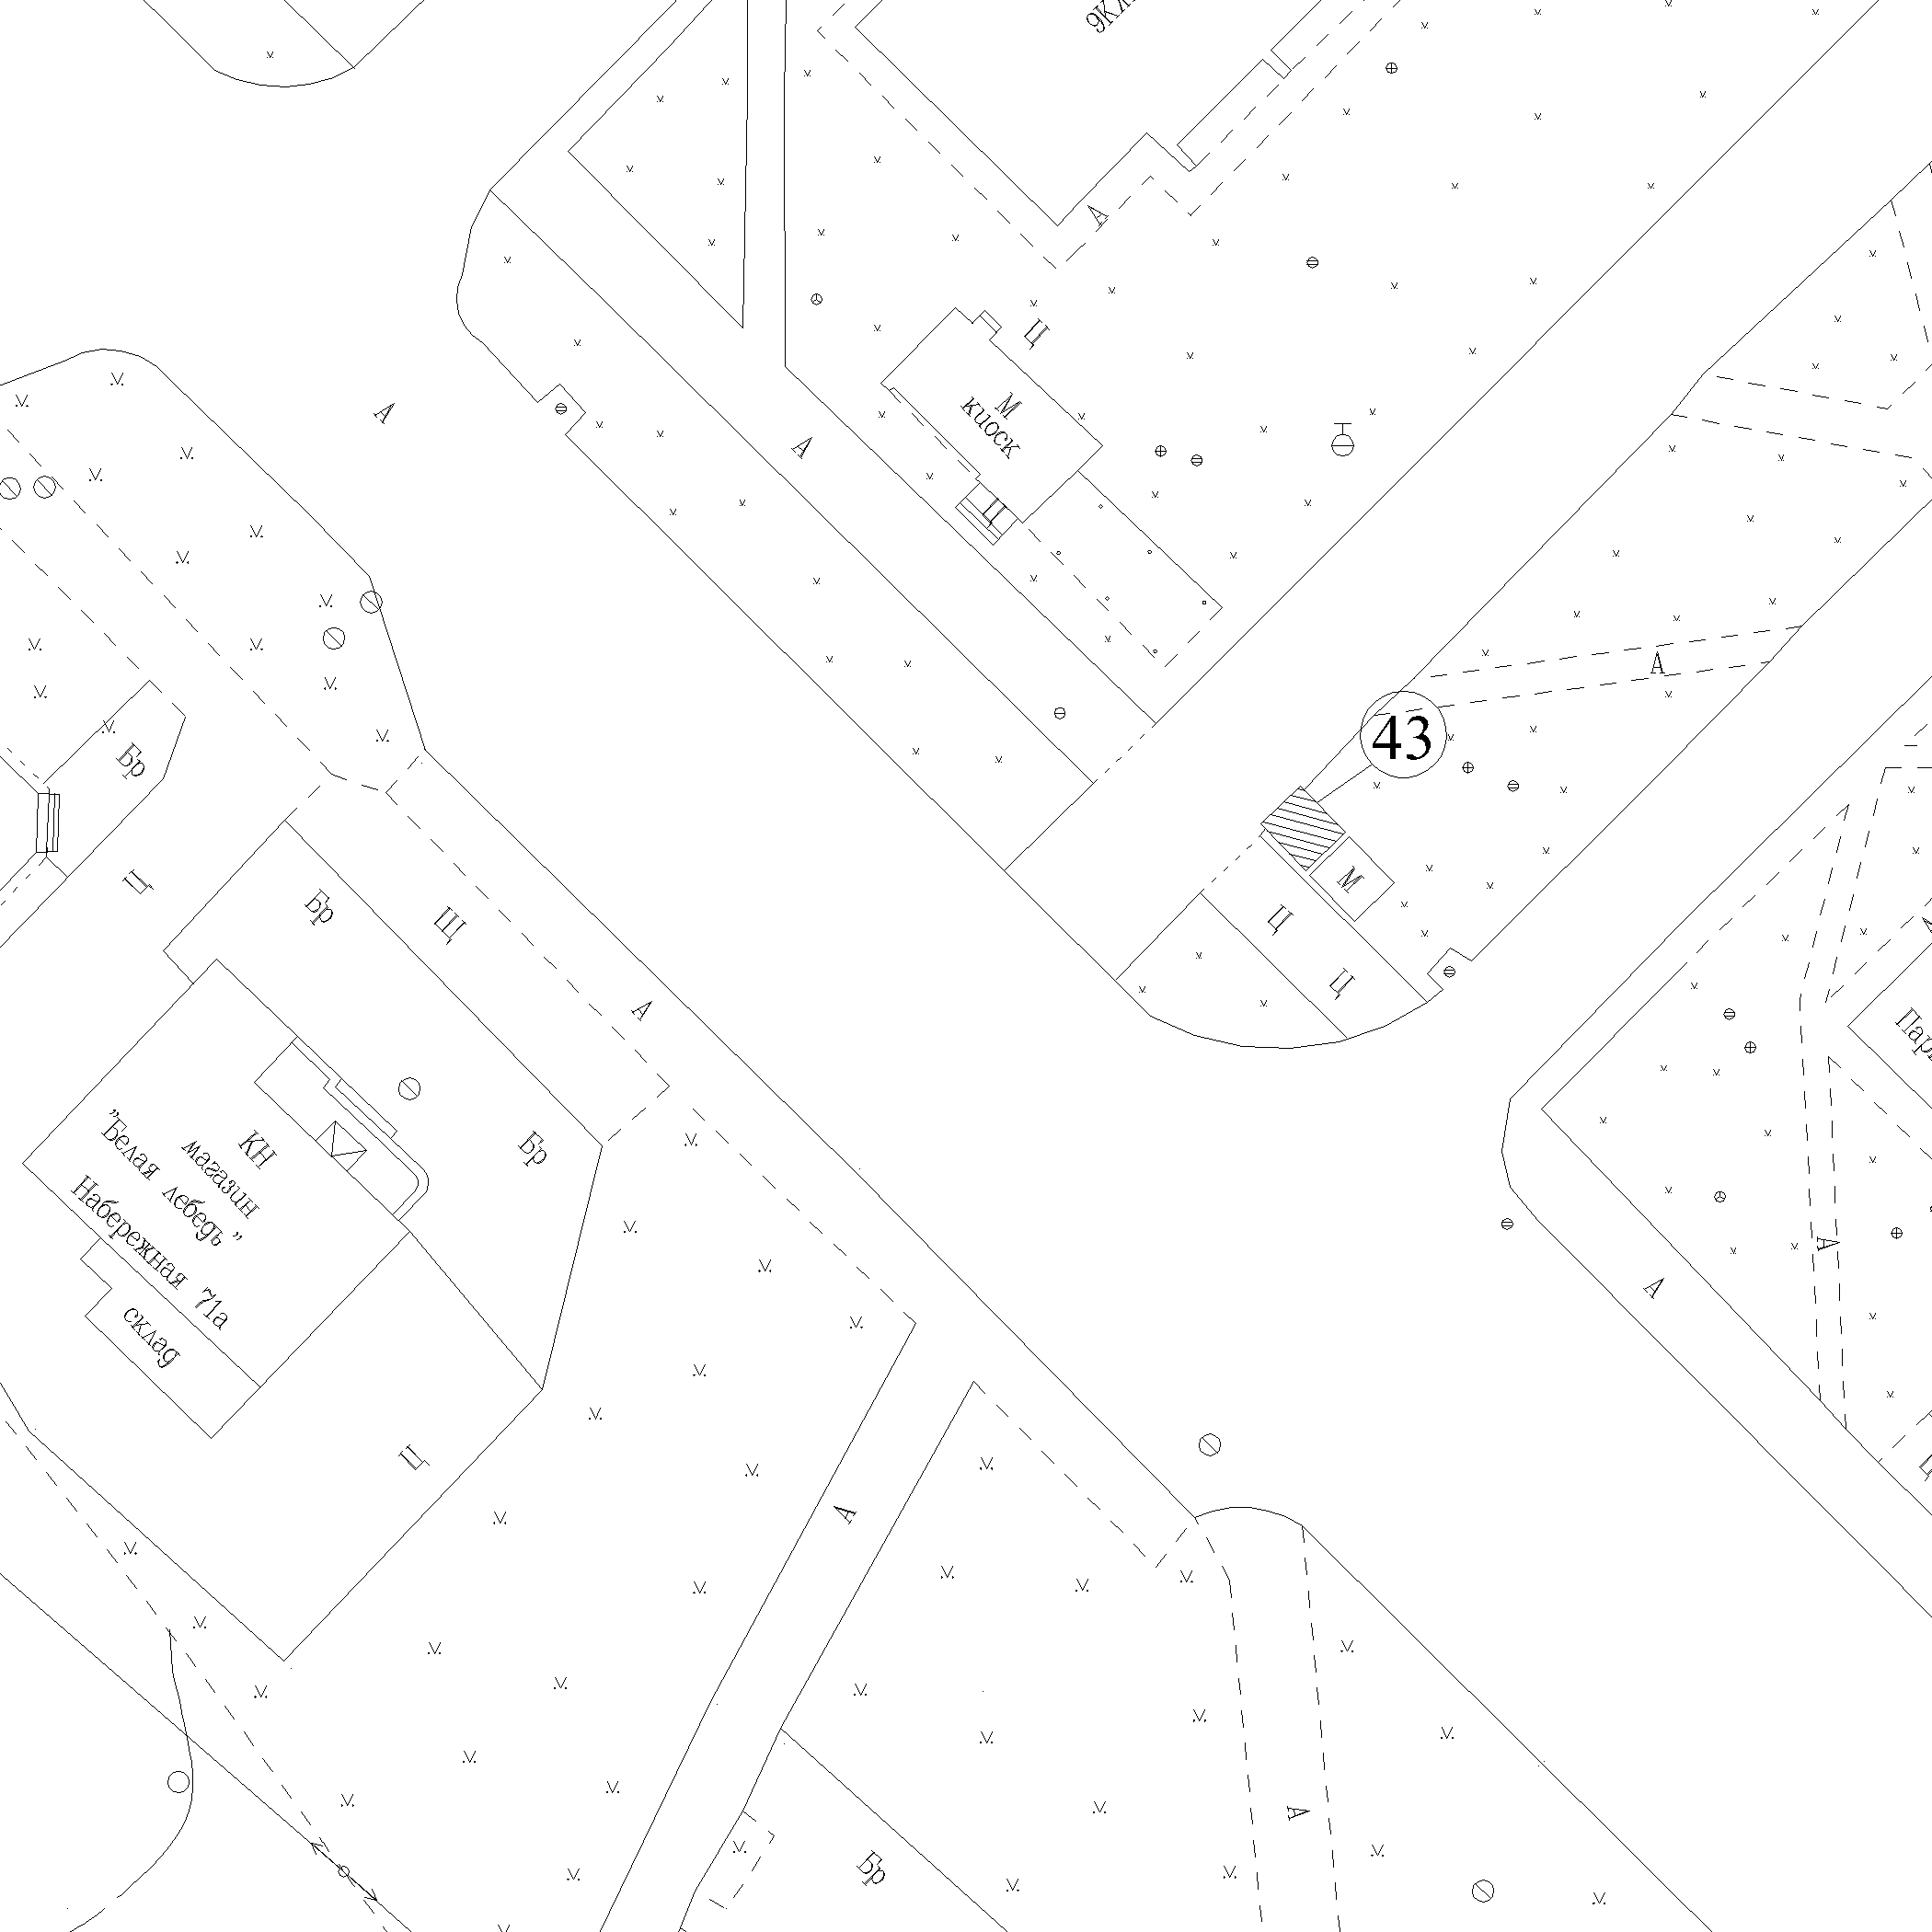 А
Ц
М
киоск
А
А
Ц
А
43
Бр
М
Ц
Бр
Щ
Ц
Ц
А
КН
магазин
"Белая лебедь"
Набережная 71а
склад
Бр
А
А
Ц
А
А
Бр